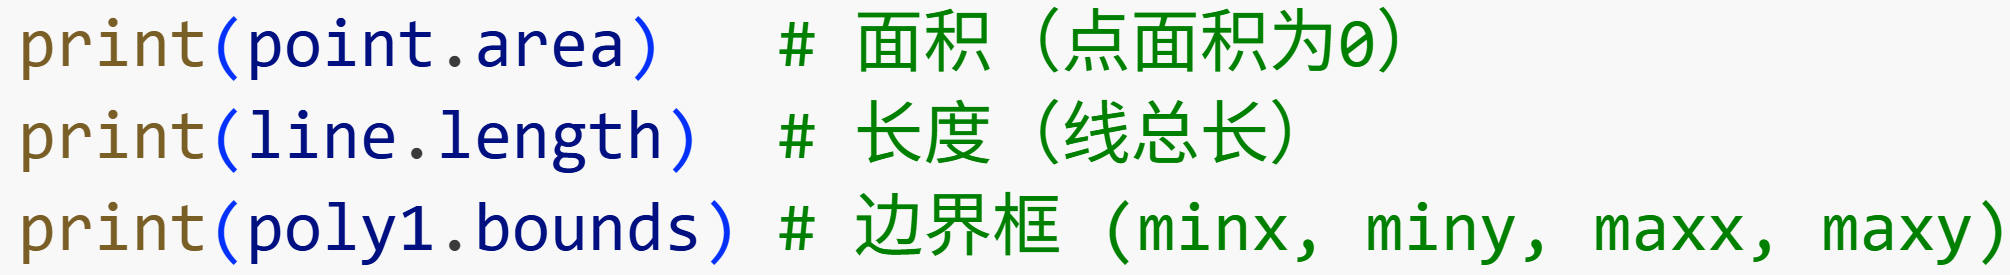 print(point.area)   # 面积（点面积为0）
print(line.length)  # 长度（线总长）
print(poly1.bounds) # 边界框 (minx, miny, maxx, maxy)